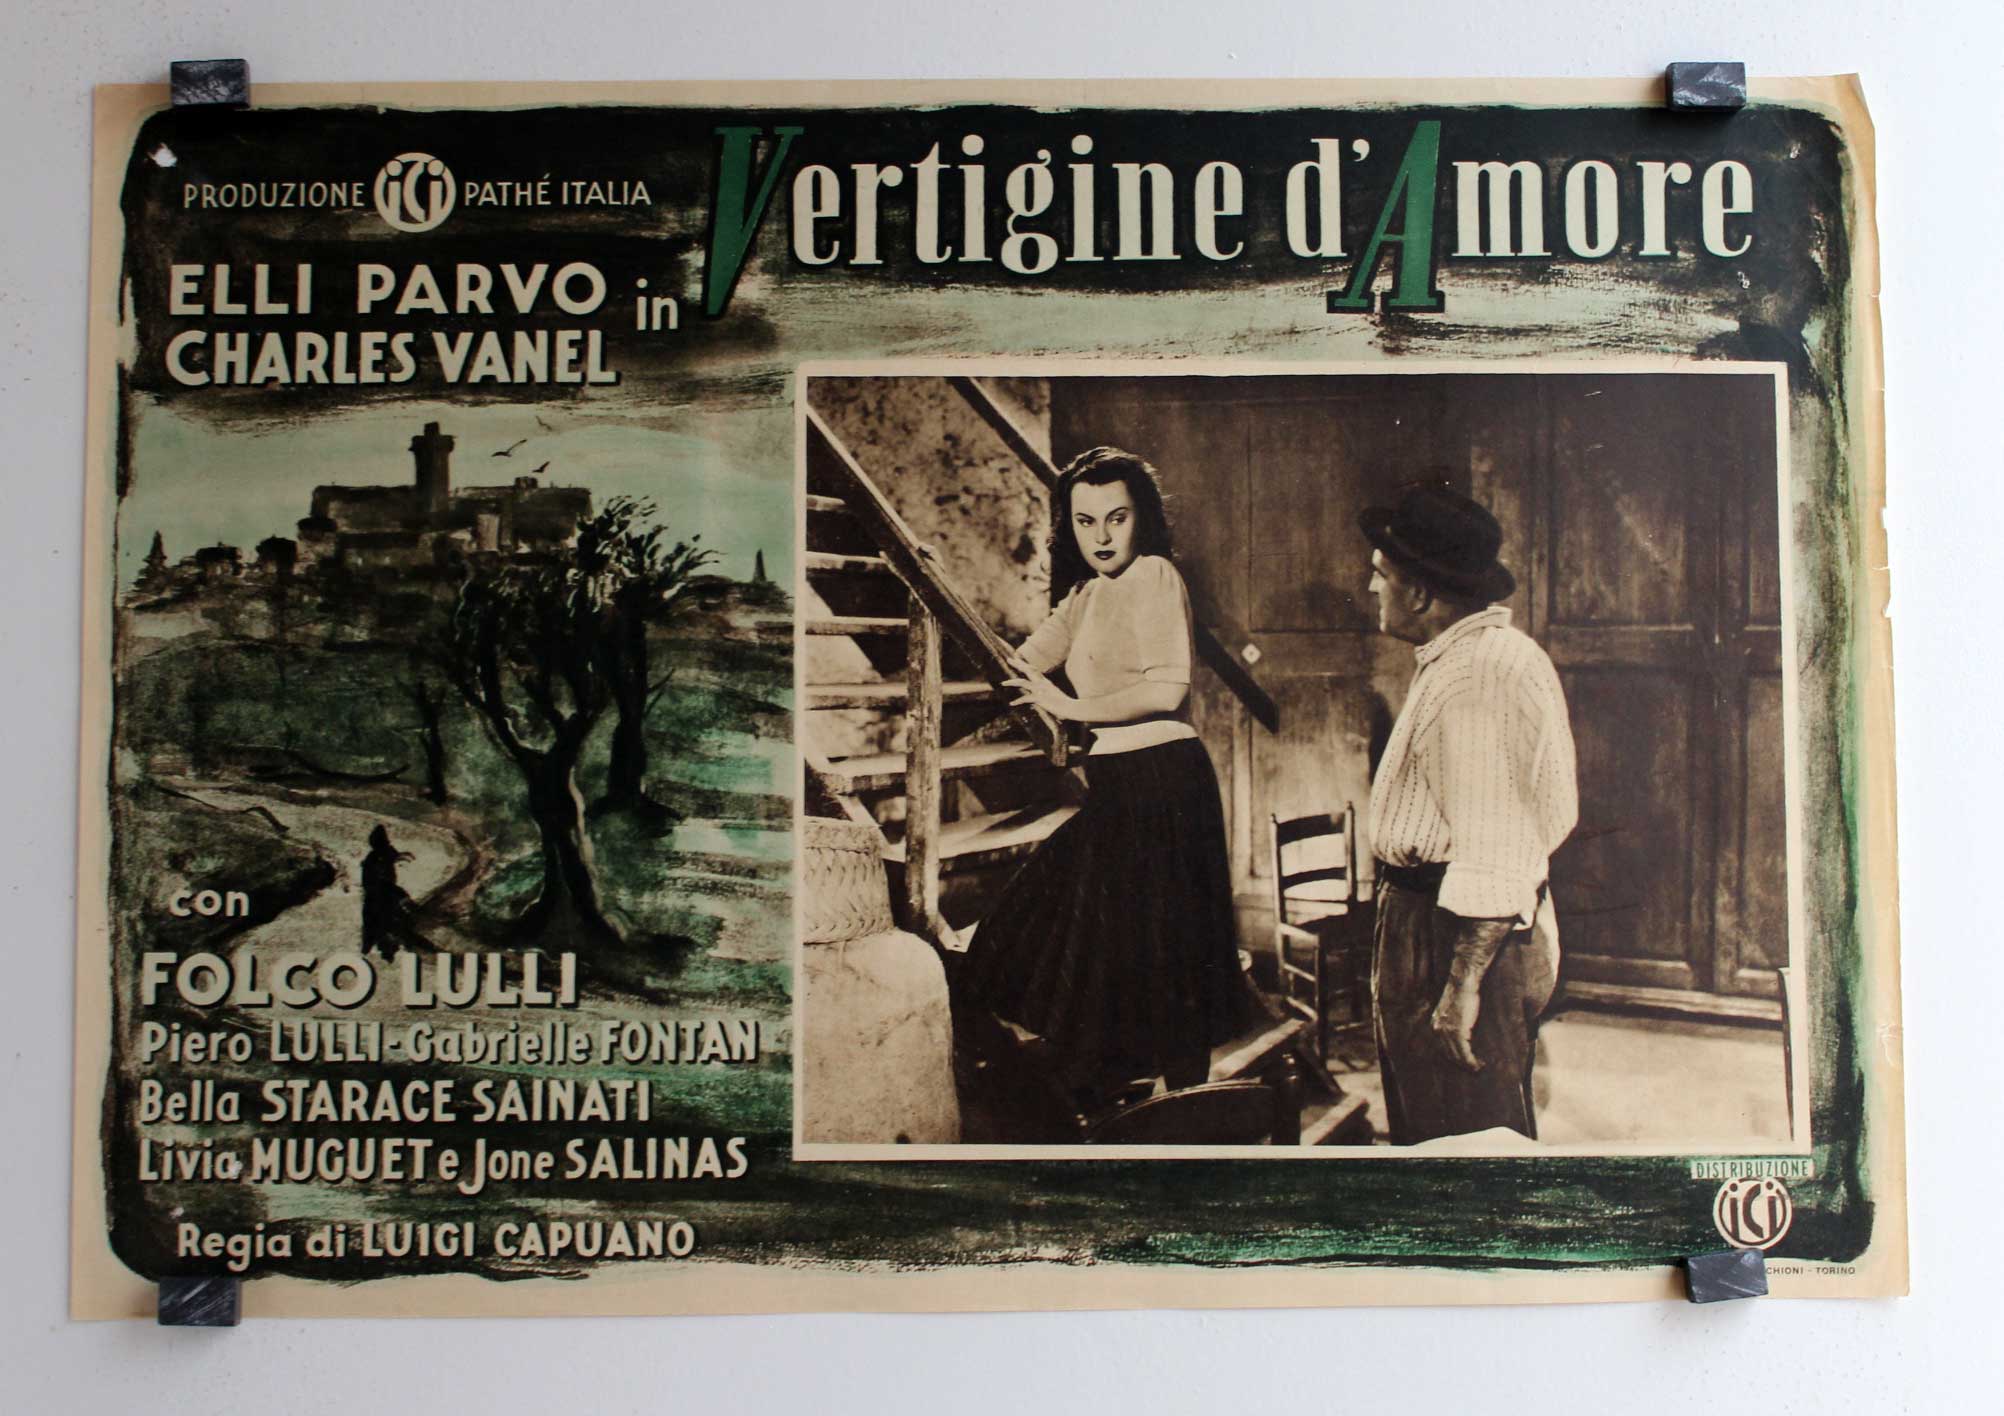 PRODUZIONE iCi PATHÉ ITALIA
Vertigine d'Amore
ELLI PARVO
CHARLES VANEL
in
con
FOLCO LULLI
Piero LULLI-Gabrielle FONTAN
Bella STARACE SAINATI
Livia MUGUET e Jone SALINAS
Regia di LUIGI CAPUANO
DISTRIBUZIONE
iCi
TORINO